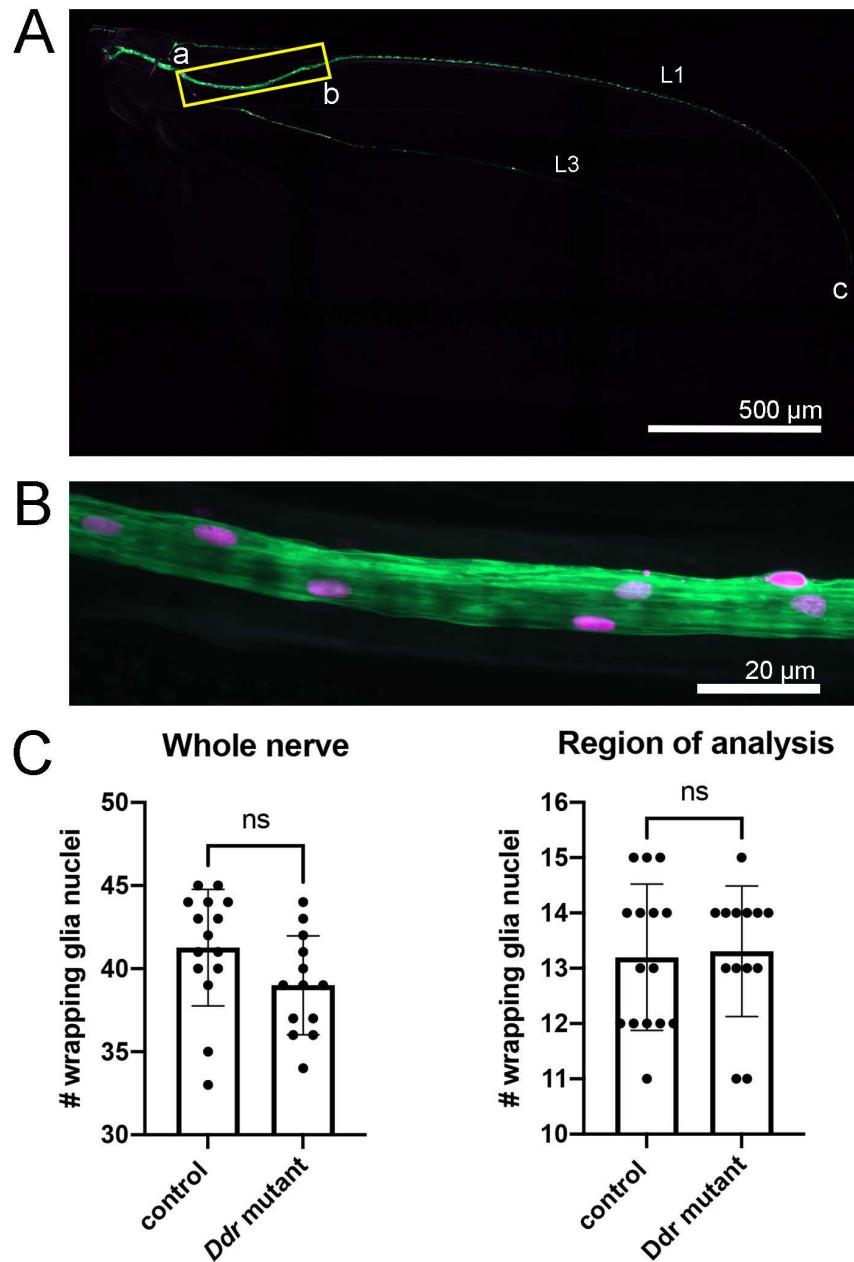 A
a
b
L1
L3
c
500 µm
B
20 µm
C
Whole nerve
Region of analysis
# wrapping glia nuclei
50
45
40
35
30
ns
control
Ddr mutant
# wrapping glia nuclei
16
15
14
13
12
11
10
ns
control
Ddr mutant